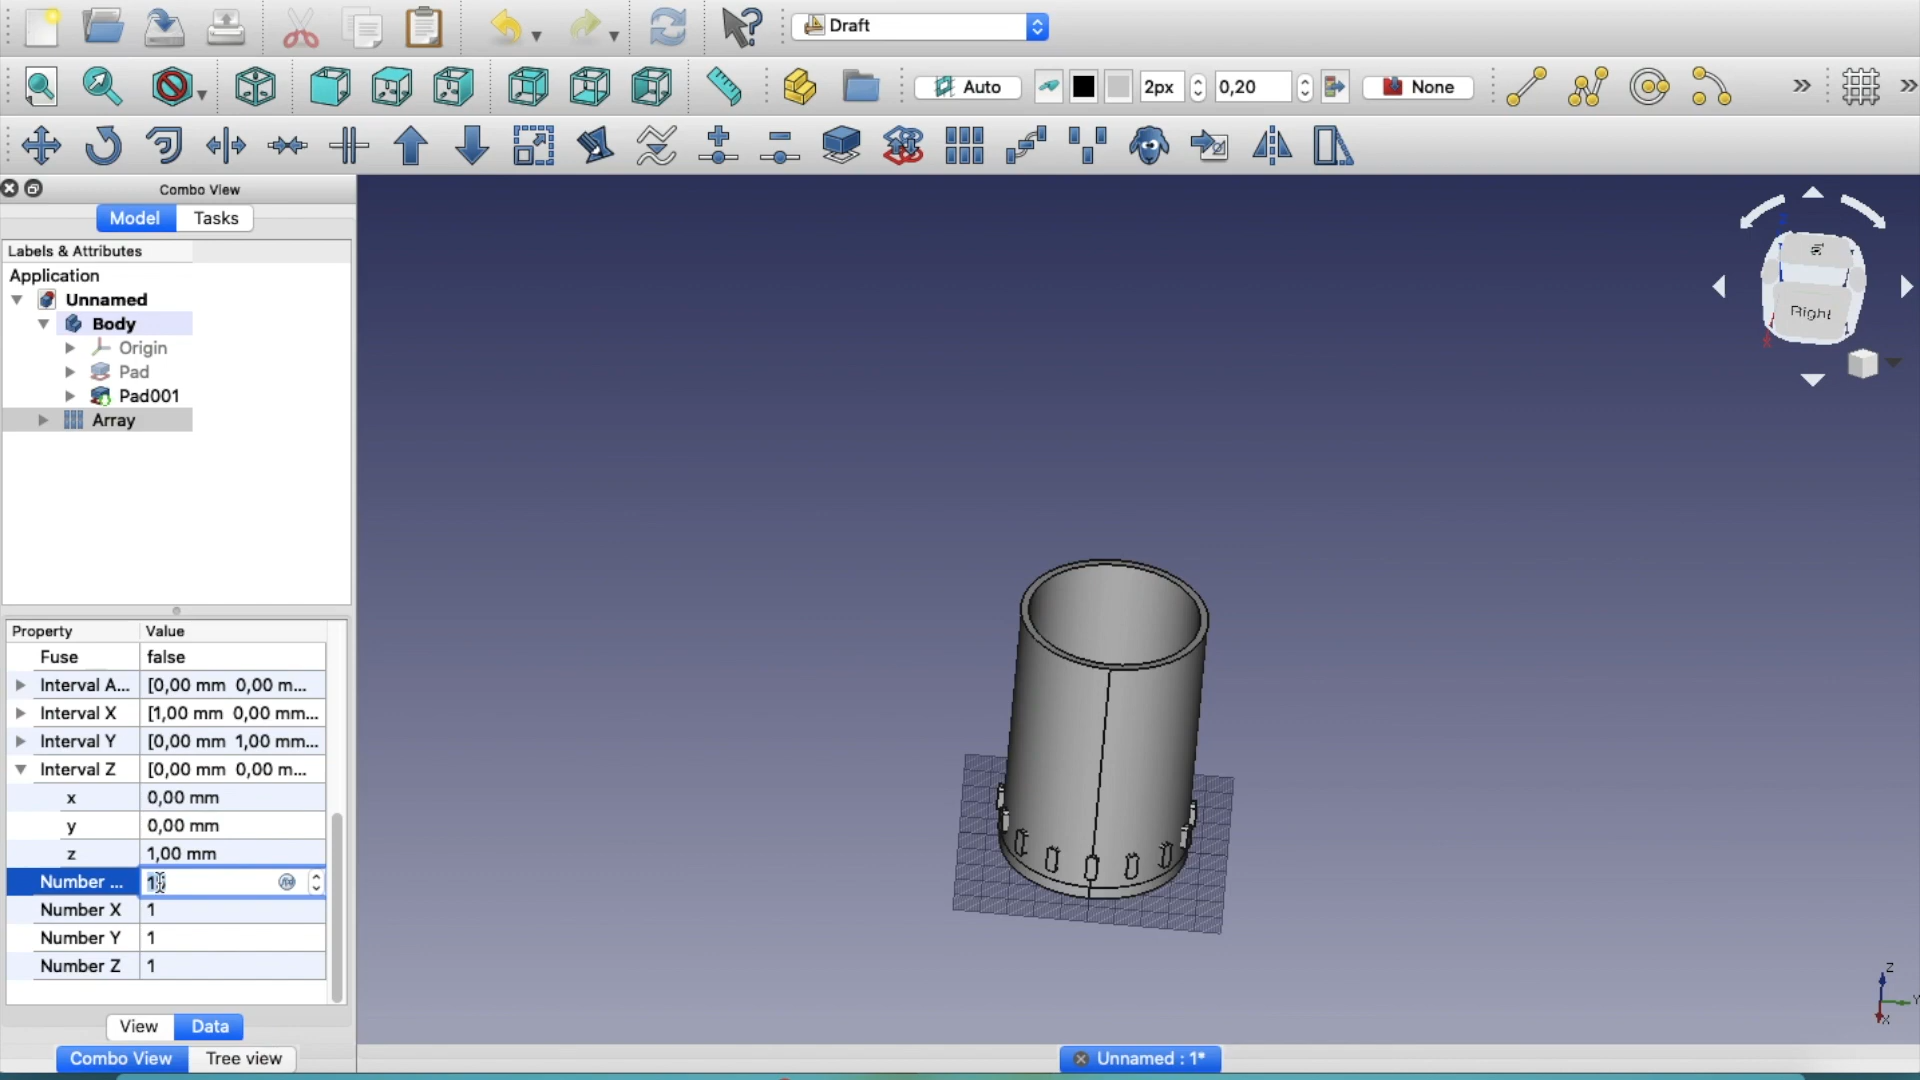 Draft
Auto
2px
0,20
None
Combo View
Model Tasks
Labels & Attributes
Application
Unnamed
Body
Origin
Pad
Pad001
Array
Property Value
Fuse false
Interval A... [0,00 mm 0,00 m...
Interval X [1,00 mm 0,00 mm...
Interval Y [0,00 mm 1,00 mm...
Interval Z [0,00 mm 0,00 m...
x 0,00 mm
y 0,00 mm
z 1,00 mm
Number ...
Number X 1
Number Y 1
Number Z 1
View Data
Combo View Tree view
Unnamed : 1*
Right
Z
Y
X